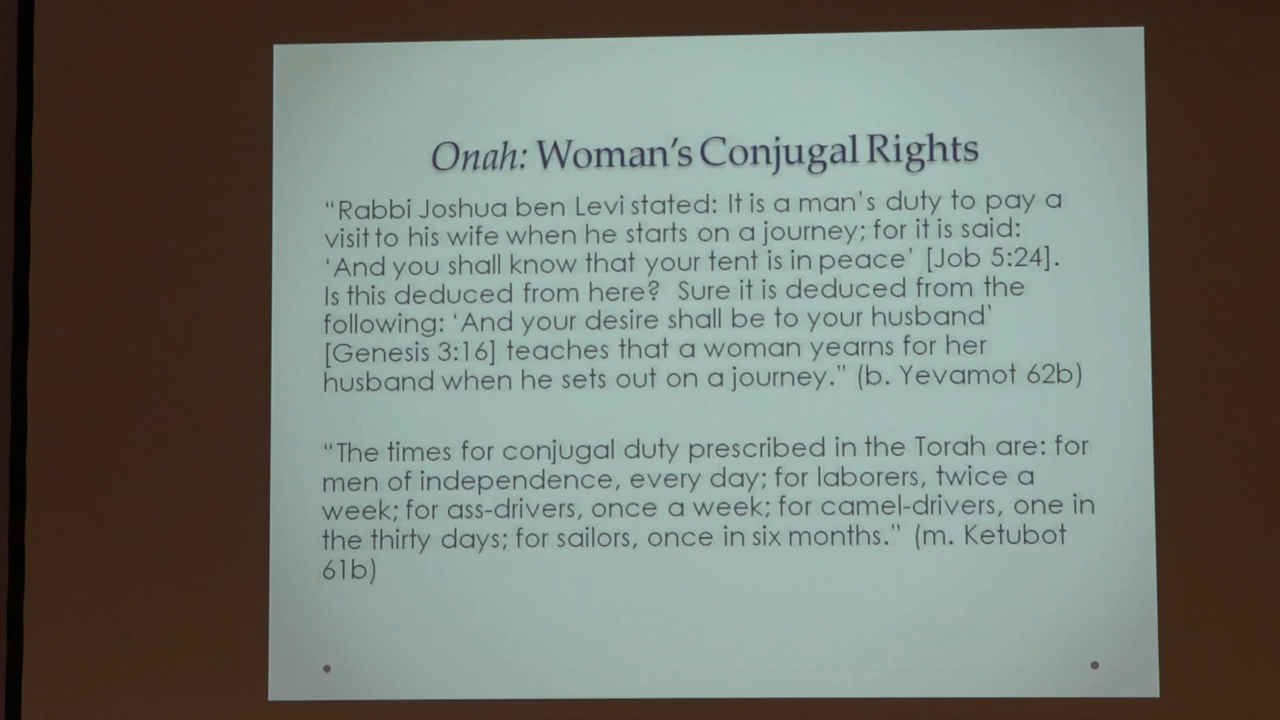 Onah: Woman's Conjugal Rights
"Rabbi Joshua ben Levi stated: It is a man's duty to pay a
visit to his wife when he starts on a journey; for it is said:
'And you shall know that your tent is in peace' [Job 5:24].
Is this deduced from here? Sure it is deduced from the
following: 'And your desire shall be to your husband'
[Genesis 3:16] teaches that a woman yearns for her
husband when he sets out on a journey." (b. Yevamot 62b)
"The times for conjugal duty prescribed in the Torah are: for
men of independence, every day; for laborers, twice a
week; for ass-drivers, once a week; for camel-drivers, one in
the thirty days; for sailors, once in six months." (m. Ketubot
61b)